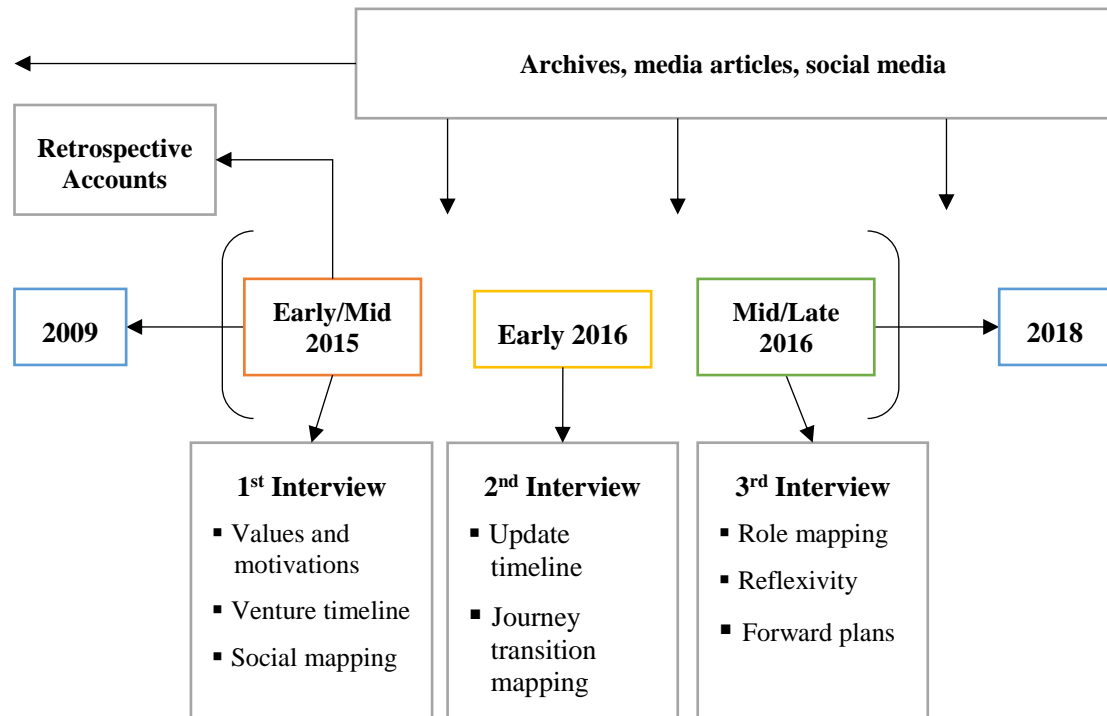 Archives, media articles, social media
Retrospective
Accounts
2009
Early/Mid
2015
Early 2016
Mid/Late
2016
2018
1st Interview
▪ Values and
motivations
▪ Venture timeline
▪ Social mapping
2nd Interview
▪ Update
timeline
▪ Journey
transition
mapping
3rd Interview
▪ Role mapping
▪ Reflexivity
▪ Forward plans